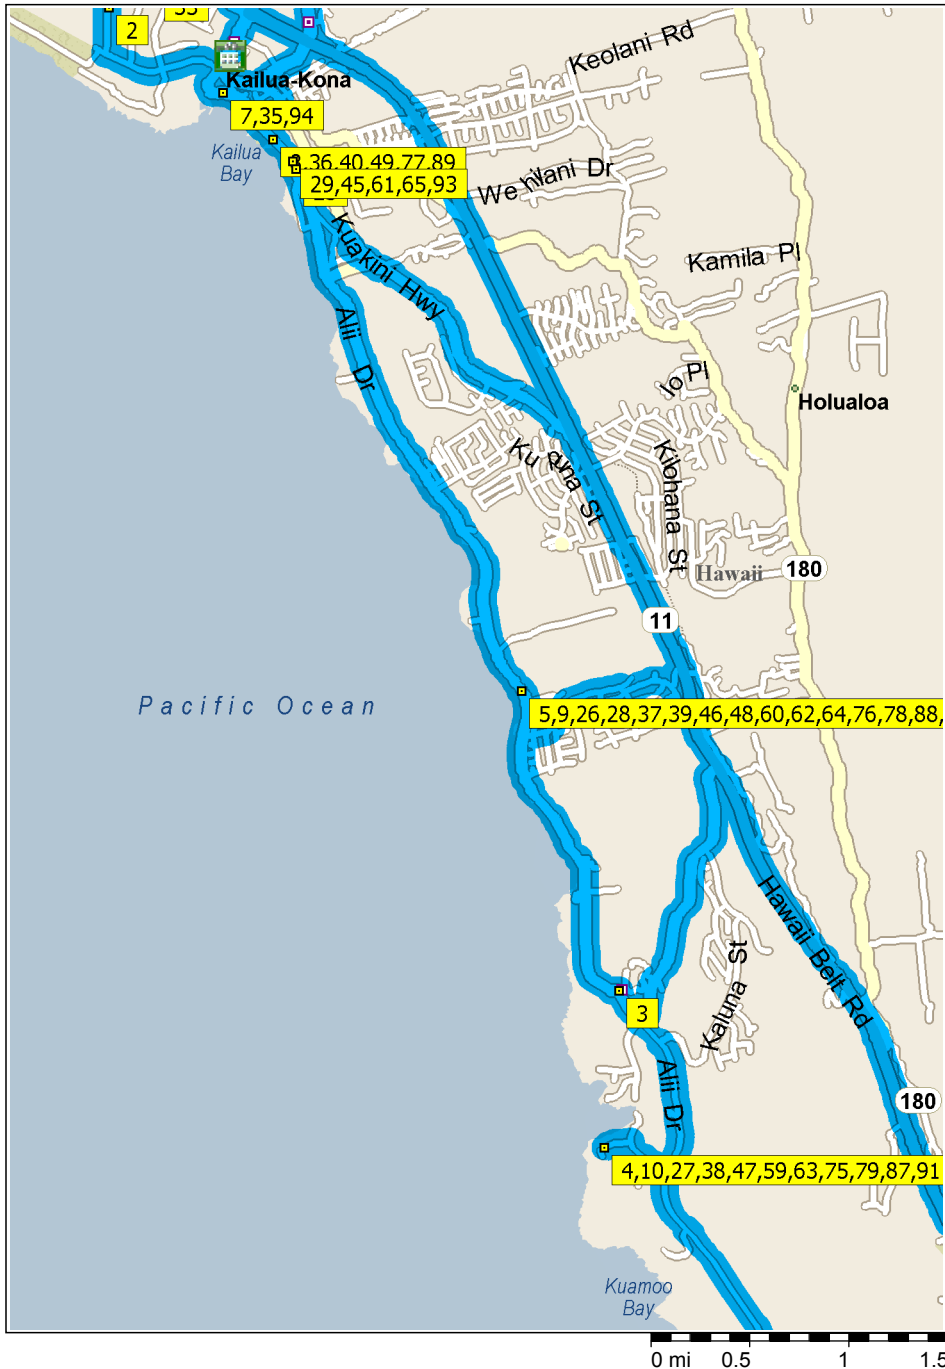 2
Keolani Rd
Kailua-Kona
7,35,94
Kailua
Bay
,36,40,49,77,89
29,45,61,65,93
Dr
Kuakini Hwy
Kamila Pl
Alii Dr
Io Pl
Holualoa
St
Kilohana St
Hawaii
180
11
Pacific Ocean
5,9,26,28,37,39,46,48,60,62,64,76,78,88,
Hawaii Belt Rd
Kaluna St
3
Alii Dr
180
4,10,27,38,47,59,63,75,79,87,91
Kuamoo
Bay
0 mi 0.5 1 1.5